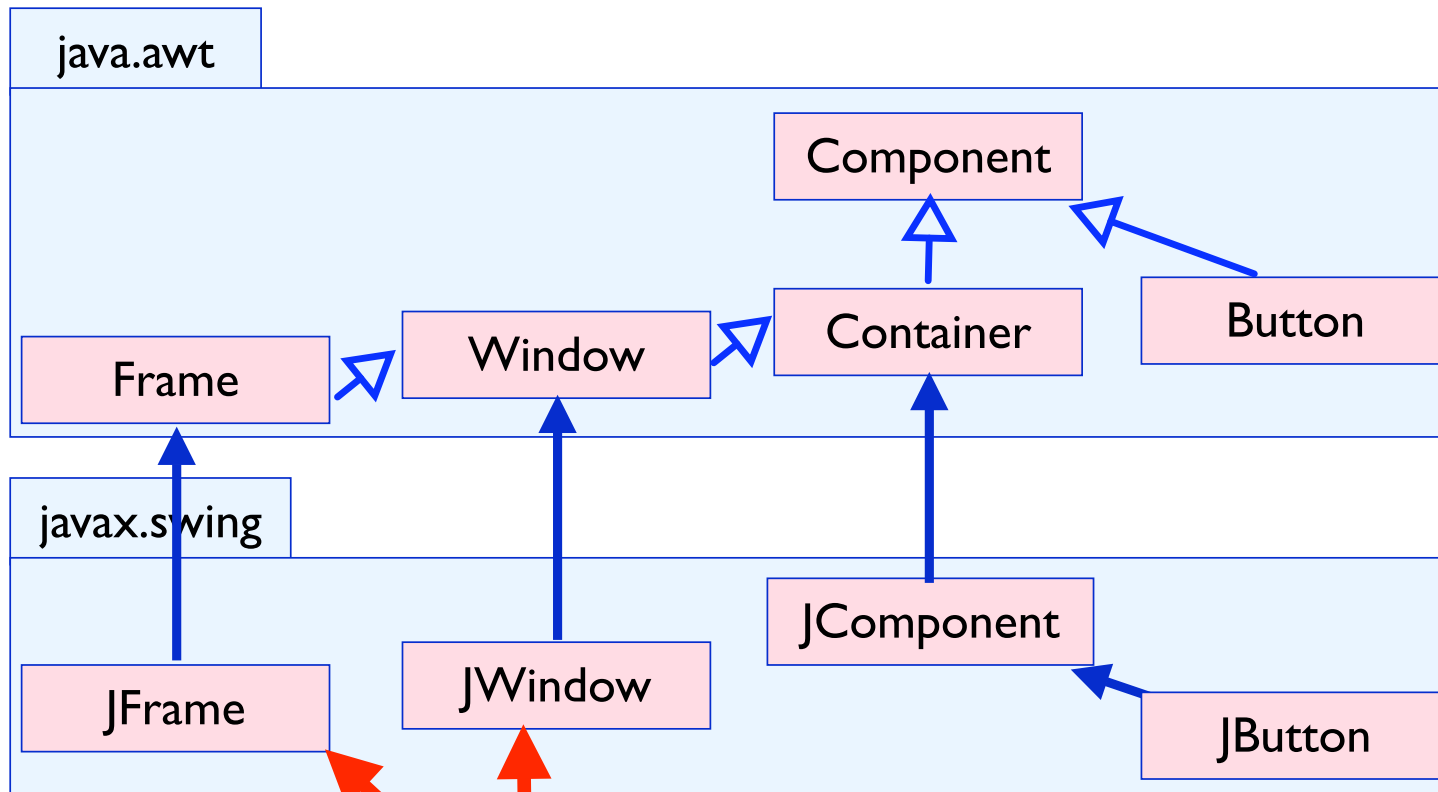 java.awt
Component
Container
Button
Window
Frame
javax.swing
JComponent
JWindow
JFrame
JButton